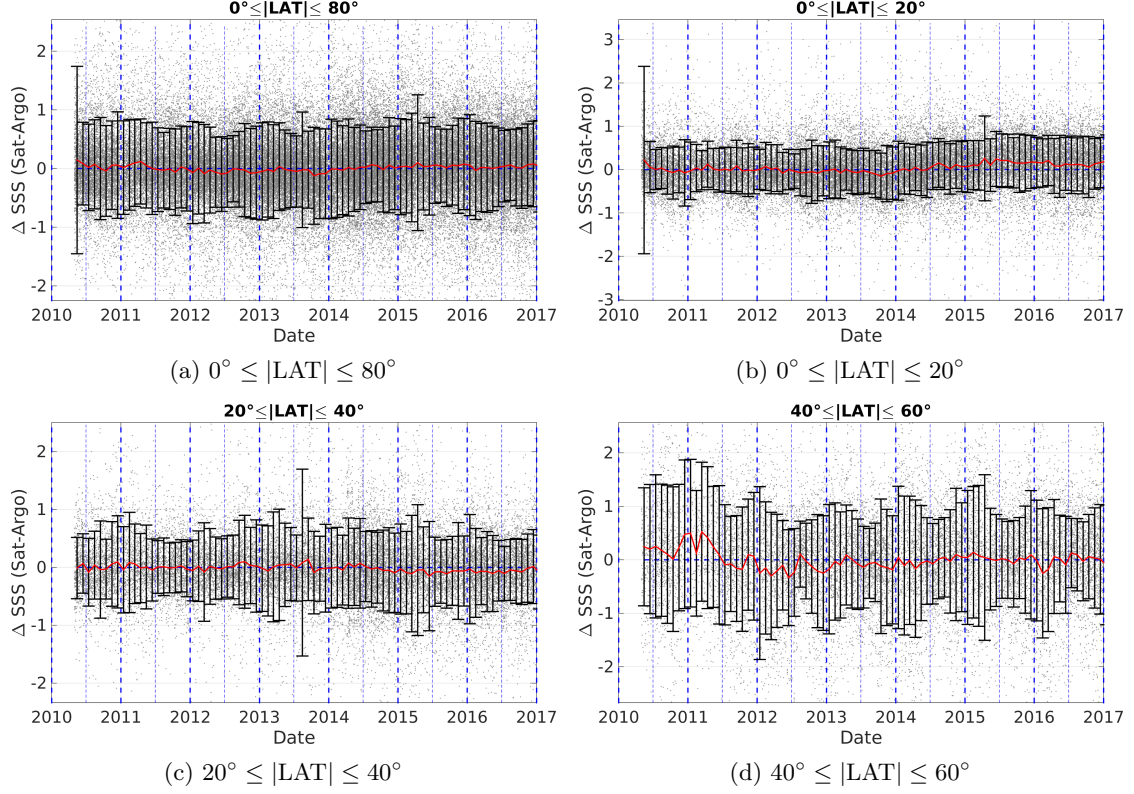 0°≤|LAT|≤ 80°
Δ SSS (Sat-Argo)
2
1
0
-1
-2
2010 2011 2012 2013 2014 2015 2016 2017
Date
(a) 0° ≤ |LAT| ≤ 80°
0°≤|LAT|≤ 20°
Δ SSS (Sat-Argo)
3
2
1
0
-1
-2
-3
2010 2011 2012 2013 2014 2015 2016 2017
Date
(b) 0° ≤ |LAT| ≤ 20°
20°≤|LAT|≤ 40°
Δ SSS (Sat-Argo)
2
1
0
-1
-2
2010 2011 2012 2013 2014 2015 2016 2017
Date
(c) 20° ≤ |LAT| ≤ 40°
40°≤|LAT|≤ 60°
Δ SSS (Sat-Argo)
2
1
0
-1
-2
2010 2011 2012 2013 2014 2015 2016 2017
Date
(d) 40° ≤ |LAT| ≤ 60°